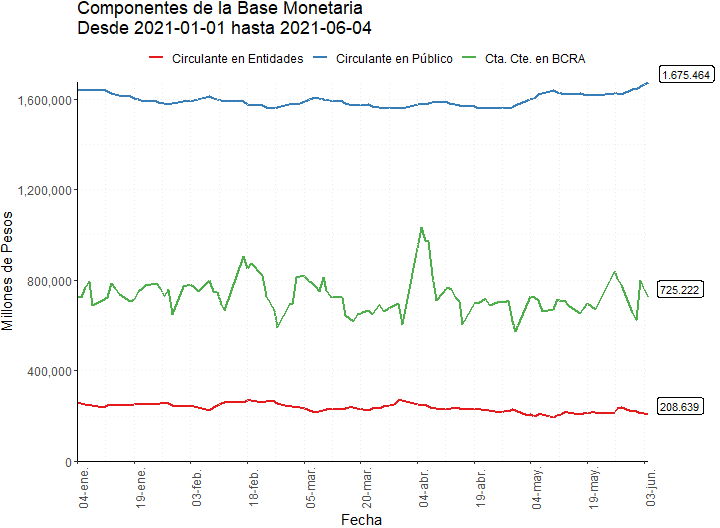 Componentes de la Base Monetaria
Desde 2021-01-01 hasta 2021-06-04
Circulante en Entidades Circulante en Público Cta. Cte. en BCRA
1.675.464
1,600,000
1,200,000
Millones de Pesos
800,000
725.222
400,000
208.639
0
04-ene. 19-ene. 03-feb. 18-feb. 05-mar. 20-mar. 04-abr. 19-abr. 04-may. 19-may. 03-jun.
Fecha